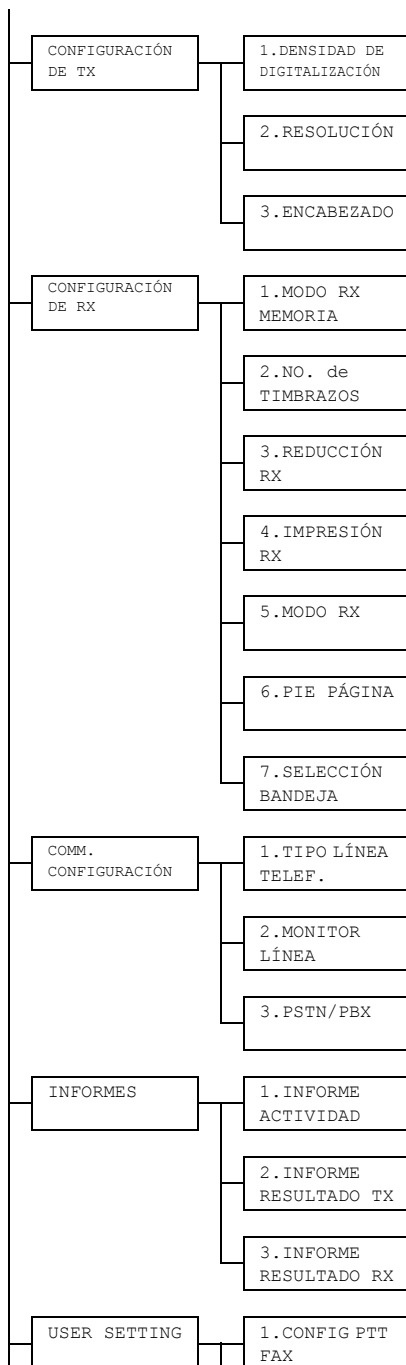 CONFIGURACIÓN
DE TX
1.DENSIDAD DE
DIGITALIZACIÓN
2.RESOLUCIÓN
3.ENCABEZADO
CONFIGURACIÓN
DE RX
1.MODO RX
MEMORIA
2.NO. de
TIMBRAZOS
3.REDUCCIÓN
RX
4.IMPRESIÓN
RX
5.MODO RX
6.PIE PÁGINA
7.SELECCIÓN
BANDEJA
COMM.
CONFIGURACIÓN
1.TIPO LÍNEA
TELEF.
2.MONITOR
LÍNEA
3.PSTN/PBX
INFORMES
1.INFORME
ACTIVIDAD
2.INFORME
RESULTADO TX
3.INFORME
RESULTADO RX
USER SETTING
1.CONFIG PTT
FAX